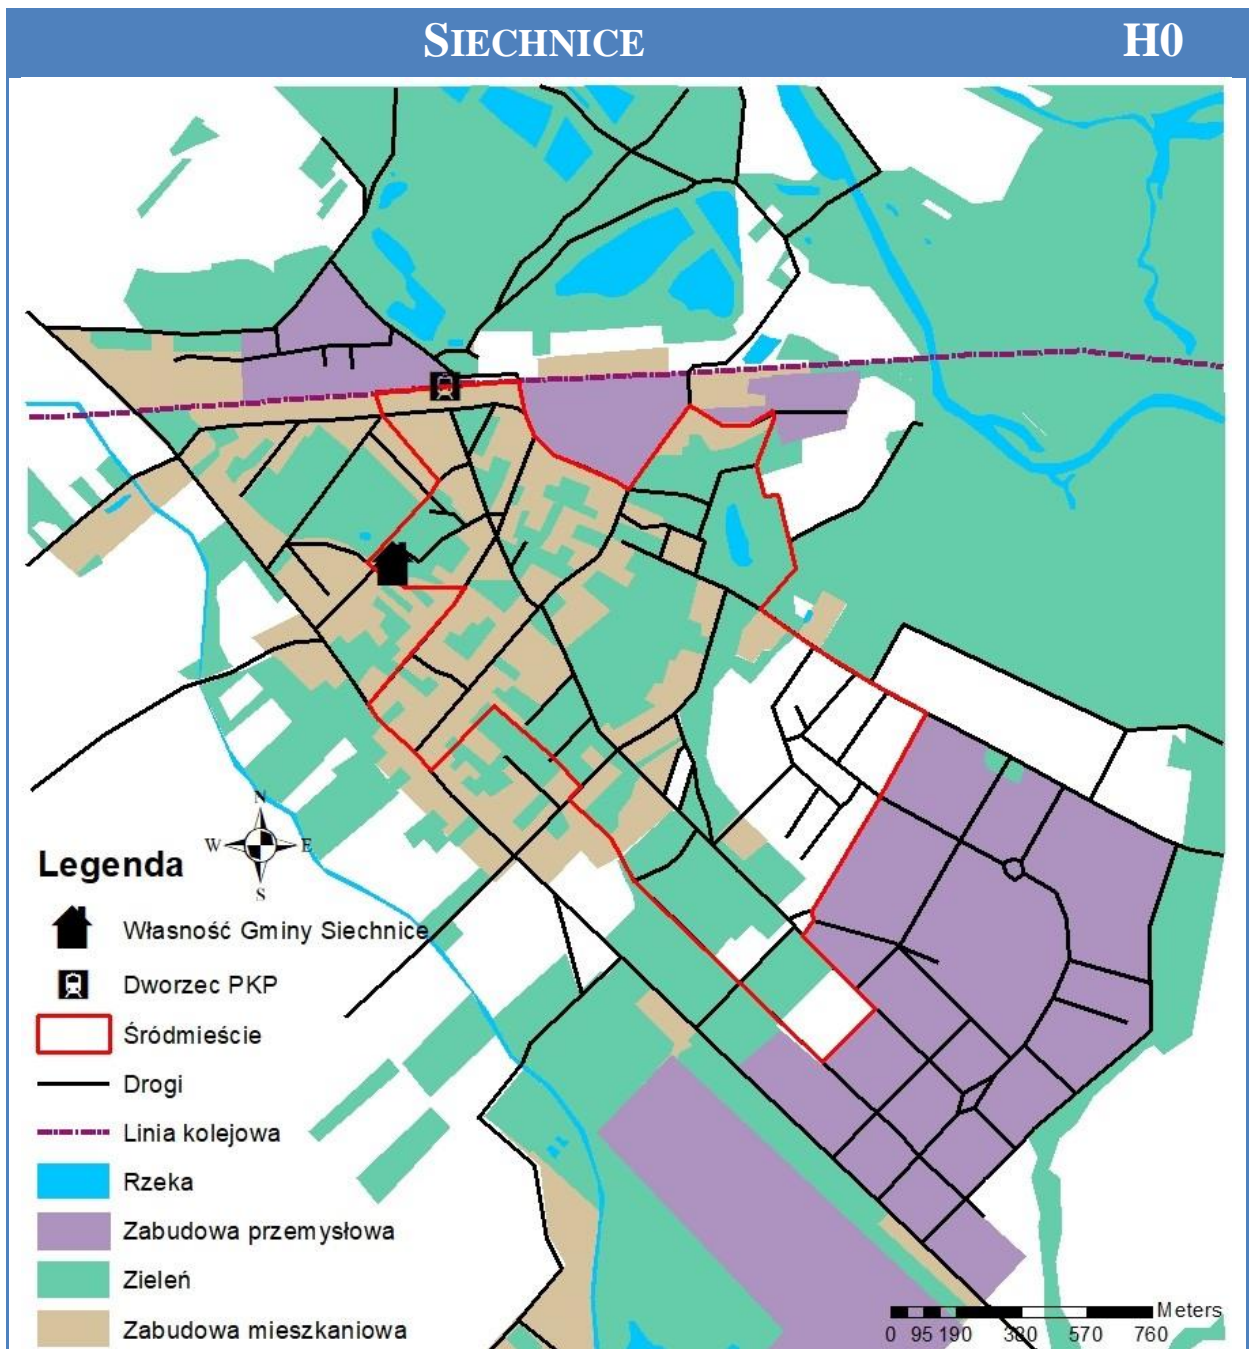 SIECHNICE H0
N
W E
S
Legenda
Własność Gminy Siechnice
Dworzec PKP
Śródmieście
Drogi
Linia kolejowa
Rzeka
Zabudowa przemysłowa
Zieleń
Zabudowa mieszkaniowa
Meters
0 95 190 380 570 760